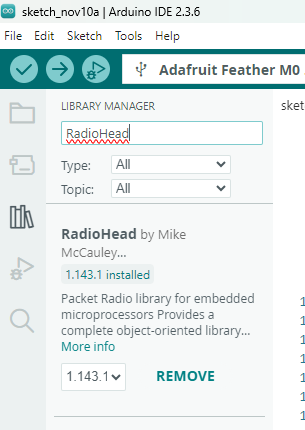 sketch_nov10a | Arduino IDE 2.3.6
File Edit Sketch Tools Help
Adafruit Feather M0
LIBRARY MANAGER
sket
RadioHead
Type: All
Topic: All
RadioHead by Mike
McCauley...
1.143.1 installed
Packet Radio library for embedded
microprocessors Provides a
complete object-oriented library...
More info
1.143.1 REMOVE
1
1
1
1
1
1
1